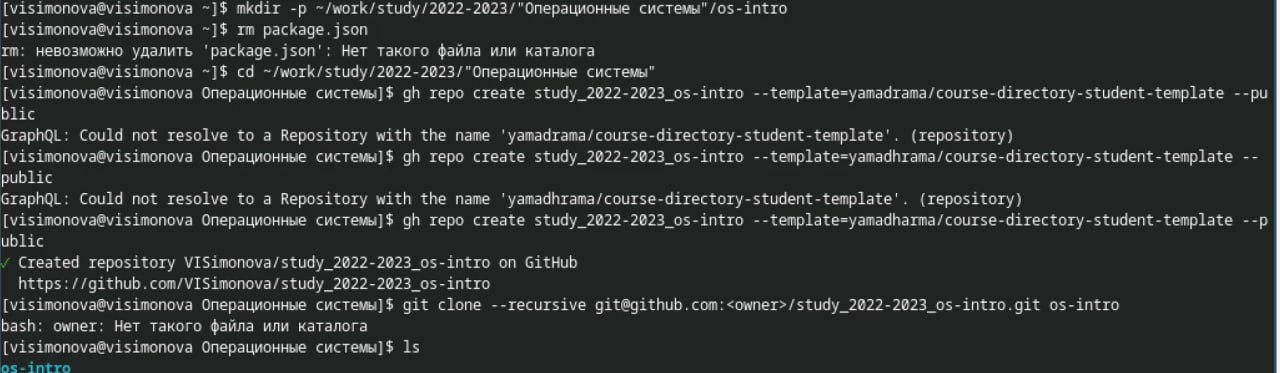 [visimonova@visimonova ~]$ mkdir -p ~/work/study/2022-2023/"Операционные системы"/os-intro
[visimonova@visimonova ~]$ rm package.json
rm: невозможно удалить 'package.json': Нет такого файла или каталога
[visimonova@visimonova ~]$ cd ~/work/study/2022-2023/"Операционные системы"
[visimonova@visimonova Операционные системы]$ gh repo create study_2022-2023_os-intro --template=yamadrama/course-directory-student-template --pu
blic
GraphQL: Could not resolve to a Repository with the name 'yamadrama/course-directory-student-template'. (repository)
[visimonova@visimonova Операционные системы]$ gh repo create study_2022-2023_os-intro --template=yamadhrama/course-directory-student-template --
public
GraphQL: Could not resolve to a Repository with the name 'yamadhrama/course-directory-student-template'. (repository)
[visimonova@visimonova Операционные системы]$ gh repo create study_2022-2023_os-intro --template=yamadharma/course-directory-student-template --p
ublic
✓ Created repository VISimonova/study_2022-2023_os-intro on GitHub
https://github.com/VISimonova/study_2022-2023_os-intro
[visimonova@visimonova Операционные системы]$ git clone --recursive git@github.com:<owner>/study_2022-2023_os-intro.git os-intro
bash: owner: Нет такого файла или каталога
[visimonova@visimonova Операционные системы]$ ls
os-intro